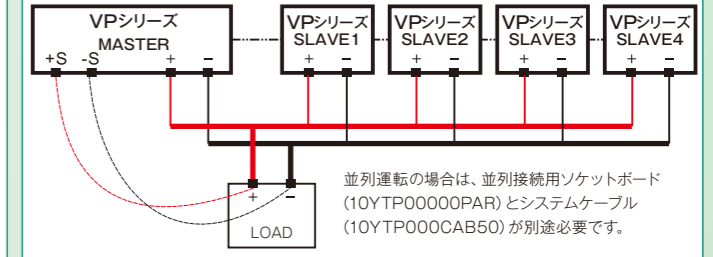 VPシリーズ
MASTER
+S -S + −
VPシリーズ
SLAVE1
+ −
VPシリーズ
SLAVE2
+ −
VPシリーズ
SLAVE3
+ −
VPシリーズ
SLAVE4
+ −
+ −
LOAD
並列運転の場合は、並列接続用ソケットボード
(10YTP00000PAR)とシステムケーブル
(10YTP000CAB50)が別途必要です。